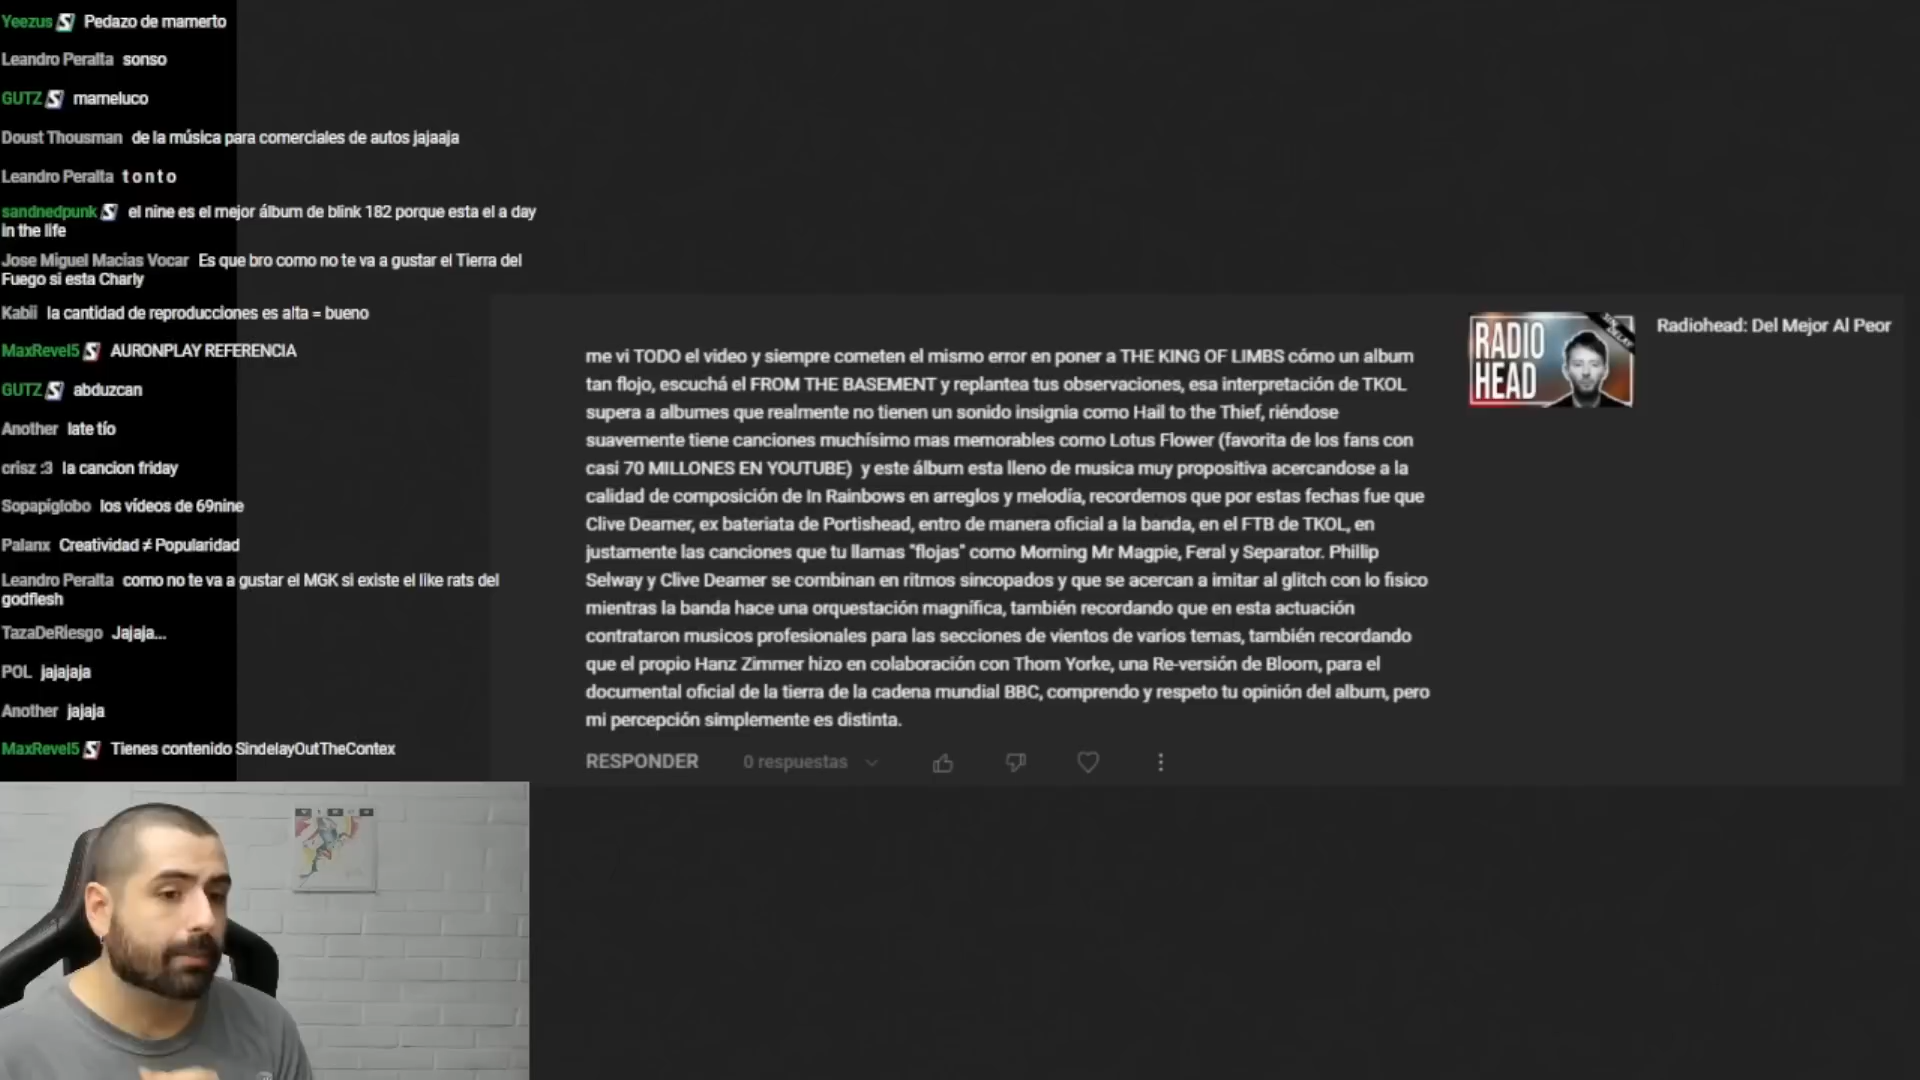 Yeezus Pedazo de mamerto
Leandro Peralta sonso
GUTZ mameluco
Doust Thousman de la música para comerciales de autos jajaaja
Leandro Peralta t o n t o
sandnedpunk el nine es el mejor álbum de blink 182 porque esta el a day
in the life
Jose Miguel Macias Vocar Es que bro como no te va a gustar el Tierra del
Fuego si esta Charly
Kabii la cantidad de reproducciones es alta = bueno
MaxRevel5 AURONPLAY REFERENCIA
GUTZ abduzcan
Another late tío
crisz :3 la cancion friday
Sopapiglobo los vídeos de 69nine
Palanx Creatividad ≠ Popularidad
Leandro Peralta como no te va a gustar el MGK si existe el like rats del
godflesh
TazaDeRiesgo Jajaja...
POL jajajaja
Another jajaja
MaxRevel5 Tienes contenido SindelayOutTheContex
me vi TODO el video y siempre cometen el mismo error en poner a THE KING OF LIMBS cómo un album
tan flojo, escuchá el FROM THE BASEMENT y replantea tus observaciones, esa interpretación de TKOL
supera a albumes que realmente no tienen un sonido insignia como Hail to the Thief, riéndose
suavemente tiene canciones muchísimo mas memorables como Lotus Flower (favorita de los fans con
casi 70 MILLONES EN YOUTUBE) y este álbum esta lleno de musica muy propositiva acercandose a la
calidad de composición de In Rainbows en arreglos y melodía, recordemos que por estas fechas fue que
Clive Deamer, ex bateriata de Portishead, entro de manera oficial a la banda, en el FTB de TKOL, en
justamente las canciones que tu llamas "flojas" como Morning Mr Magpie, Feral y Separator. Phillip
Selway y Clive Deamer se combinan en ritmos sincopados y que se acercan a imitar al glitch con lo fisico
mientras la banda hace una orquestación magnífica, también recordando que en esta actuación
contrataron musicos profesionales para las secciones de vientos de varios temas, también recordando
que el propio Hanz Zimmer hizo en colaboración con Thom Yorke, una Re-versión de Bloom, para el
documental oficial de la tierra de la cadena mundial BBC, comprendo y respeto tu opinión del album, pero
mi percepción simplemente es distinta.
RESPONDER 0 respuestas
RADIO
HEAD
Radiohead: Del Mejor Al Peor